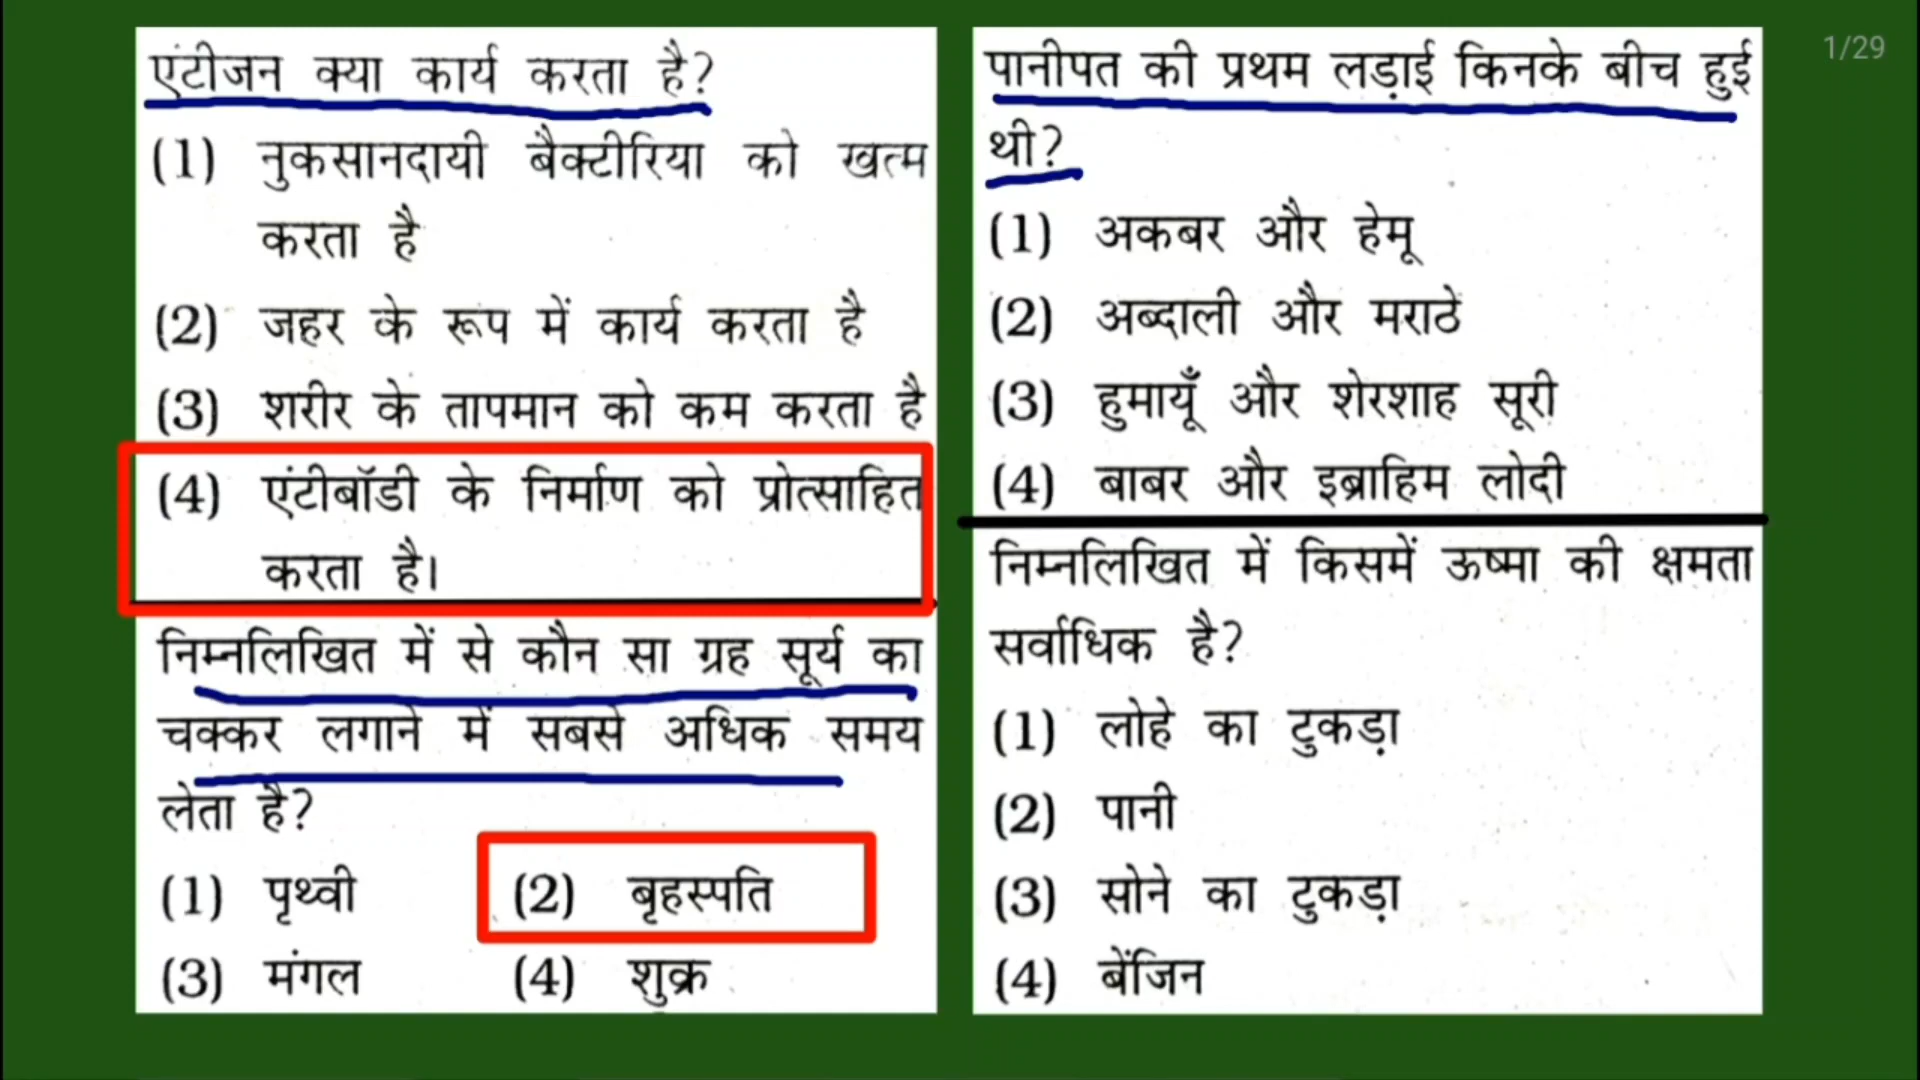 एंटीजन क्या कार्य करता है?
(1) नुकसानदायी बैक्टीरिया को खत्म
करता है
(2) जहर के रूप में कार्य करता है
(3) शरीर के तापमान को कम करता है
(4) एंटीबॉडी के निर्माण को प्रोत्साहित
करता है।
निम्नलिखित में से कौन सा ग्रह सूर्य का
चक्कर लगाने में सबसे अधिक समय
लेता है?
(1) पृथ्वी (2) बृहस्पति
(3) मंगल (4) शुक्र
पानीपत की प्रथम लड़ाई किनके बीच हुई
थी?
(1) अकबर और हेमू
(2) अब्दाली और मराठे
(3) हुमायूँ और शेरशाह सूरी
(4) बाबर और इब्राहिम लोदी
निम्नलिखित में किसमें ऊष्मा की क्षमता
सर्वाधिक है?
(1) लोहे का टुकड़ा
(2) पानी
(3) सोने का टुकड़ा
(4) बेंजिन
1/29